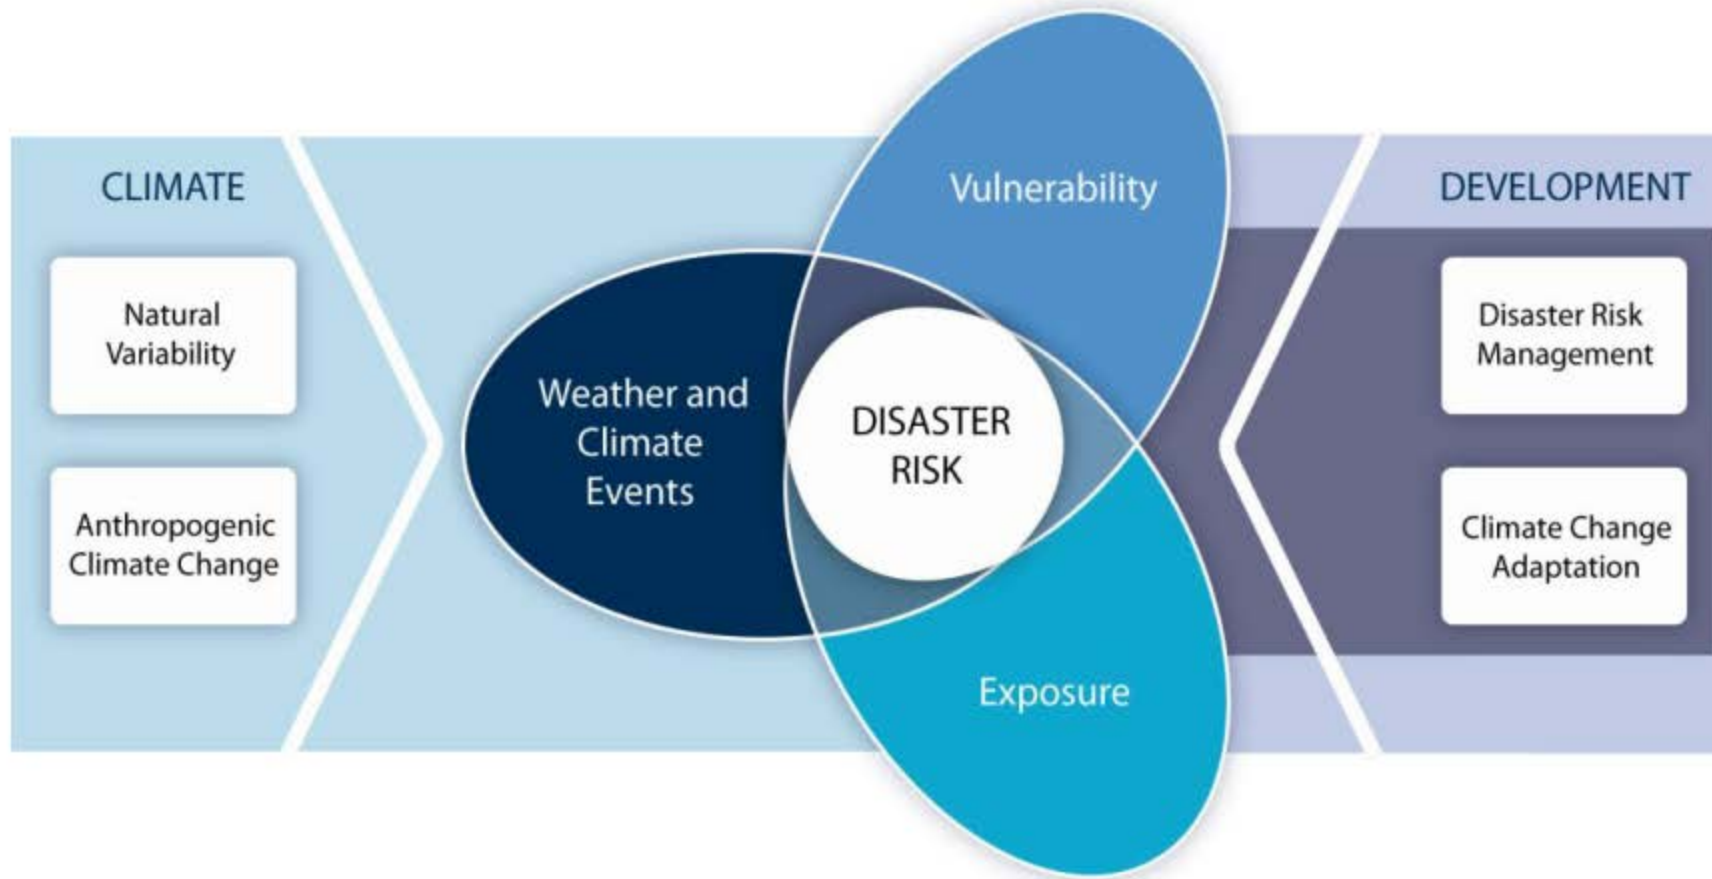 CLIMATE
Natural
Variability
Anthropogenic
Climate Change
Weather and
Climate
Events
DISASTER
RISK
Vulnerability
Exposure
DEVELOPMENT
Disaster Risk
Management
Climate Change
Adaptation